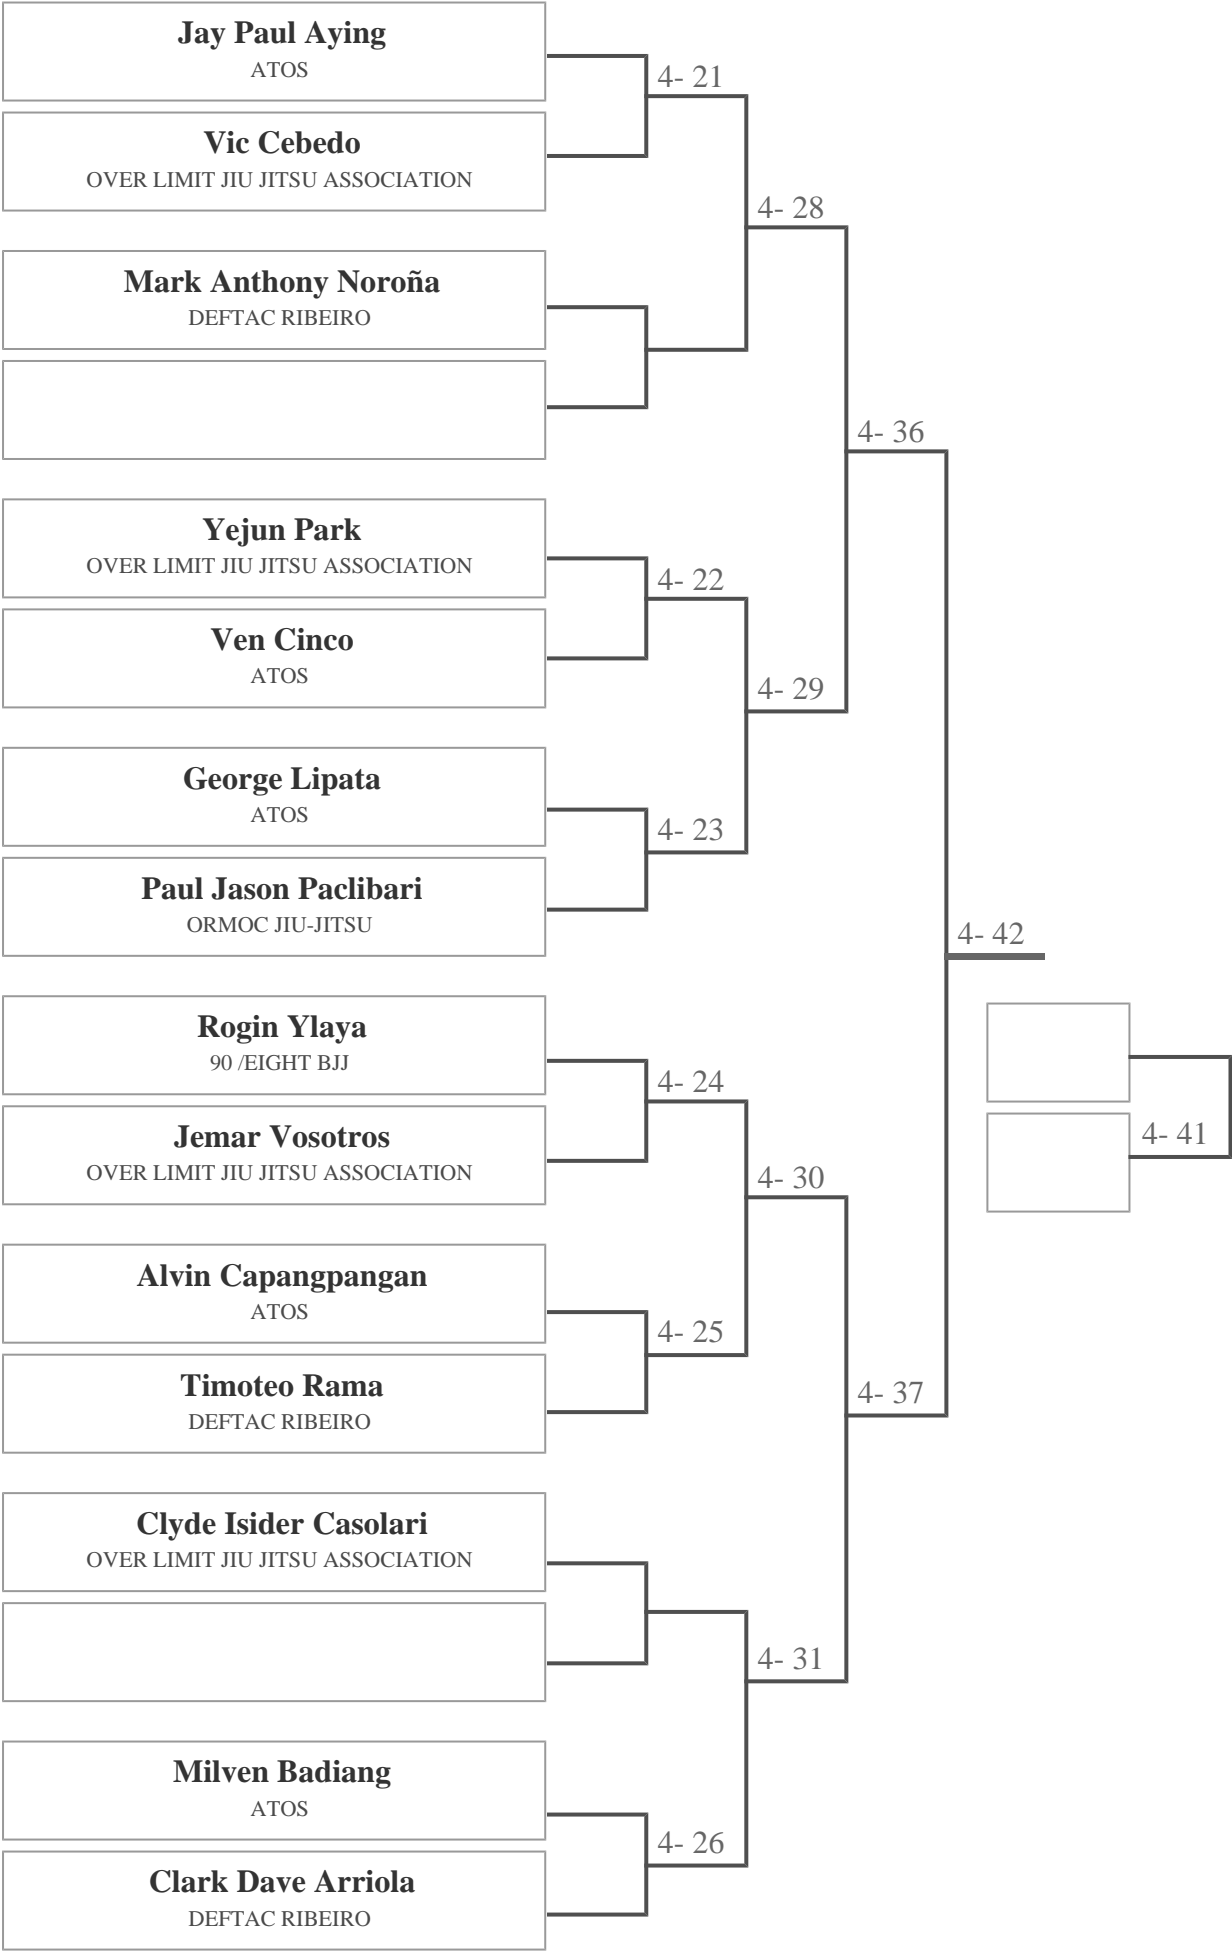 Jay Paul Aying
ATOS
4- 21
Vic Cebedo
OVER LIMIT JIU JITSU ASSOCIATION
4- 28
Mark Anthony Noroña
DEFTAC RIBEIRO
4- 36
Yejun Park
OVER LIMIT JIU JITSU ASSOCIATION
4- 22
Ven Cinco
ATOS
4- 29
George Lipata
ATOS
4- 23
Paul Jason Paclibari
ORMOC JIU-JITSU
4- 42
Rogin Ylaya
90 /EIGHT BJJ
4- 24
Jemar Vosotros
OVER LIMIT JIU JITSU ASSOCIATION
4- 41
4- 30
Alvin Capangpangan
ATOS
4- 25
Timoteo Rama
DEFTAC RIBEIRO
4- 37
Clyde Isider Casolari
OVER LIMIT JIU JITSU ASSOCIATION
4- 31
Milven Badiang
ATOS
4- 26
Clark Dave Arriola
DEFTAC RIBEIRO